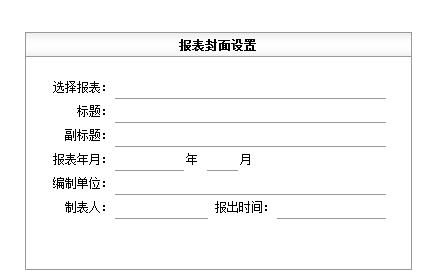 报表封面设置
选择报表：
标题：
副标题：
报表年月： 年 月
编制单位：
制表人： 报出时间：